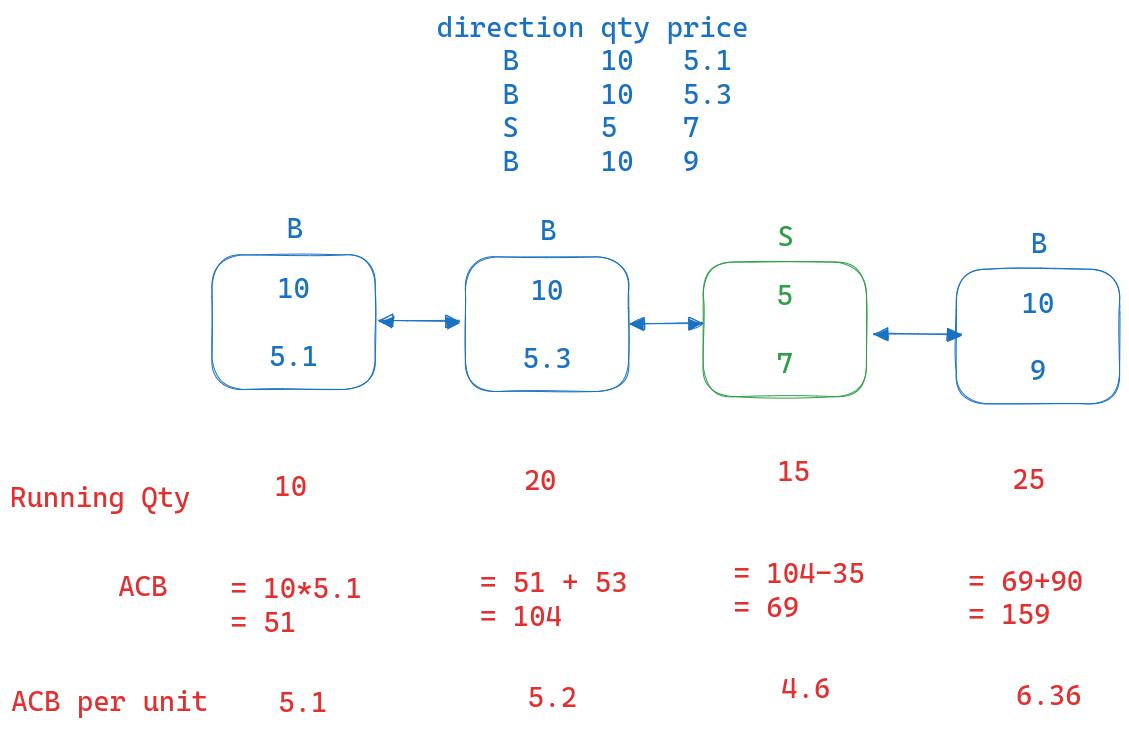 direction qty price
B 10 5.1
B 10 5.3
S 5 7
B 10 9
B
B
S
B
10
10
5
10
5.1
5.3
7
9
Running Qty
10
20
15
25
ACB
= 10*5.1
= 51
= 51 + 53
= 104
= 104-35
= 69
= 69+90
= 159
ACB per unit
5.1
5.2
4.6
6.36